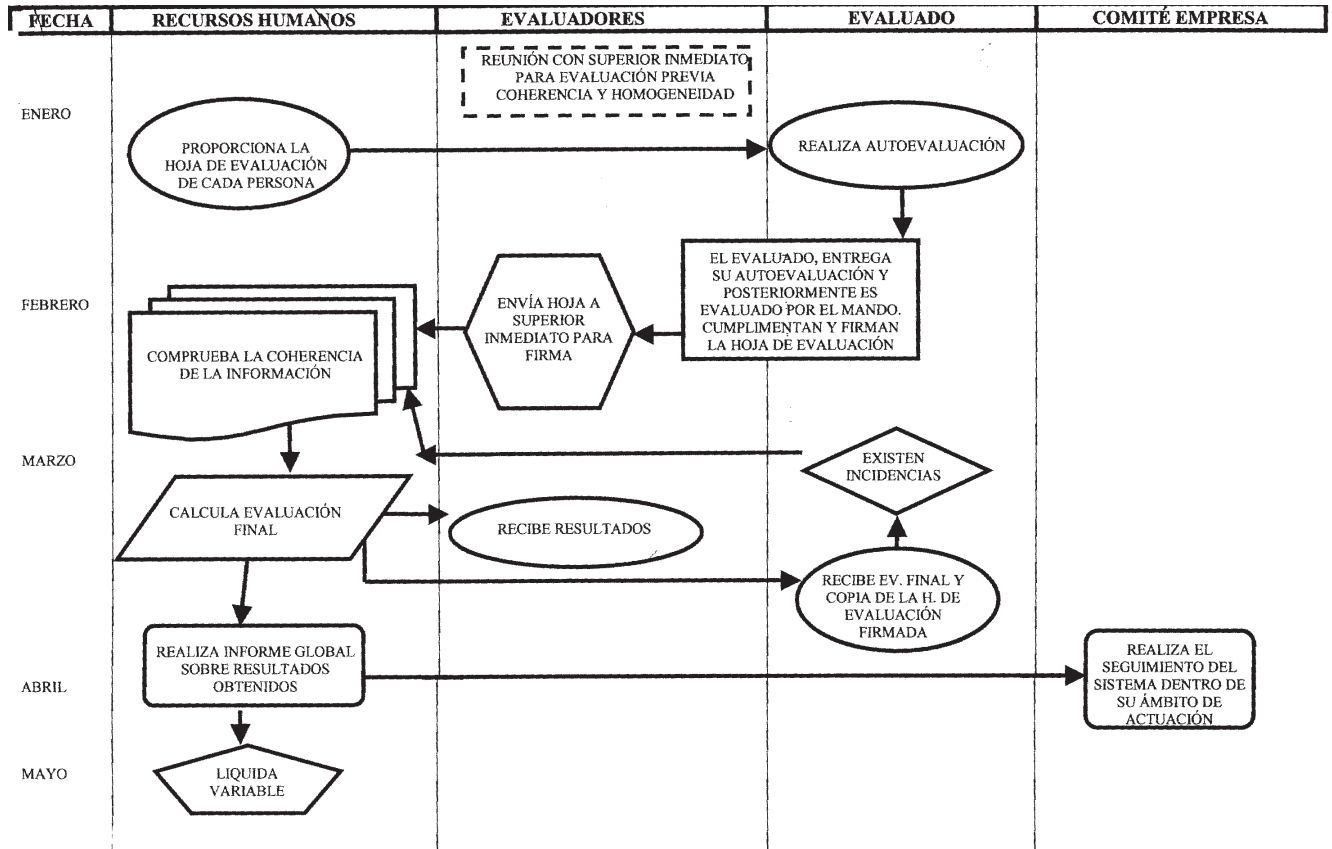 FECHA RECURSOS HUMANOS EVALUADORES EVALUADO COMITÉ EMPRESA
REUNIÓN CON SUPERIOR INMEDIATO
PARA EVALUACIÓN PREVIA
COHERENCIA Y HOMOGENEIDAD
ENERO
PROPORCIONA LA
HOJA DE EVALUACIÓN
DE CADA PERSONA
REALIZA AUTOEVALUACIÓN
EL EVALUADO, ENTREGA
SU AUTOEVALUACIÓN Y
POSTERIORMENTE ES
EVALUADO POR EL MANDO.
CUMPLIMENTAN Y FIRMAN
LA HOJA DE EVALUACIÓN
FEBRERO
ENVÍA HOJA A
SUPERIOR
INMEDIATO PARA
FIRMA
COMPRUEBA LA COHERENCIA
DE LA INFORMACIÓN
MARZO
EXISTEN
INCIDENCIAS
CALCULA EVALUACIÓN
FINAL
RECIBE RESULTADOS
RECIBE EV. FINAL Y
COPIA DE LA H. DE
EVALUACIÓN
FIRMADA
REALIZA INFORME GLOBAL
SOBRE RESULTADOS
OBTENIDOS
REALIZA EL
SEGUIMIENTO DEL
SISTEMA DENTRO DE
SU ÁMBITO DE
ACTUACIÓN
ABRIL
MAYO
LIQUIDA
VARIABLE